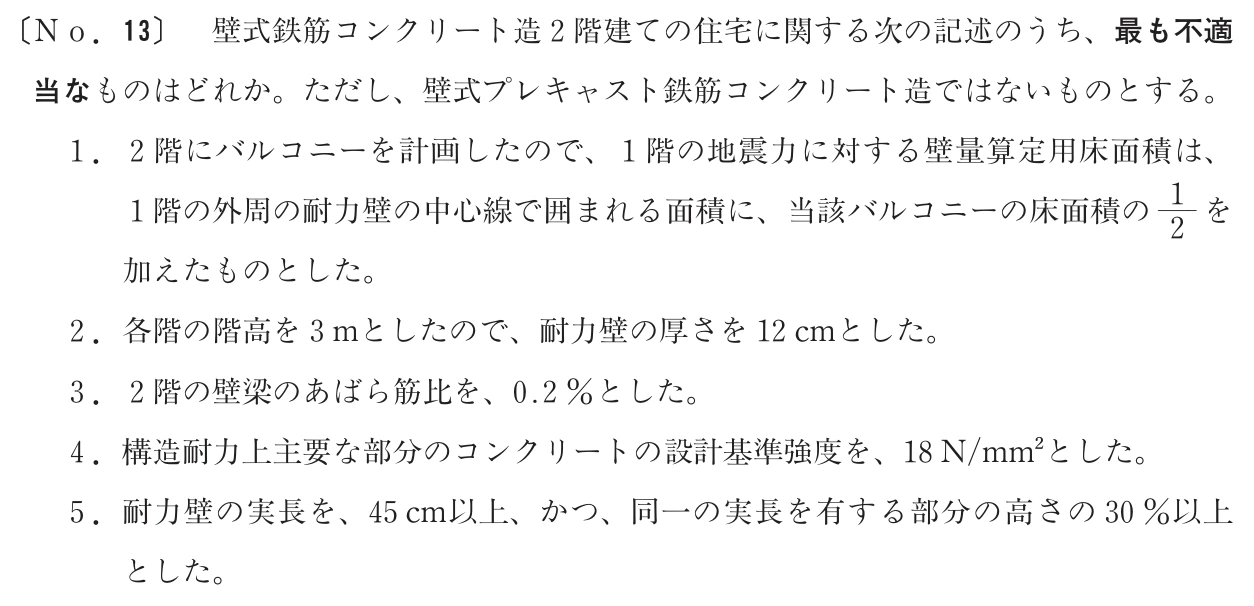 〔No．13〕　壁式鉄筋コンクリート造2階建ての住宅に関する次の記述のうち、最も不適
当なものはどれか。ただし、壁式プレキャスト鉄筋コンクリート造ではないものとする。
1．2階にバルコニーを計画したので、1階の地震力に対する壁量算定用床面積は、
1階の外周の耐力壁の中心線で囲まれる面積に、当該バルコニーの床面積の1/2を
加えたものとした。
2．各階の階高を3mとしたので、耐力壁の厚さを12cmとした。
3．2階の壁梁のあばら筋比を、0.2％とした。
4．構造耐力上主要な部分のコンクリートの設計基準強度を、18N/mm²とした。
5．耐力壁の実長を、45cm以上、かつ、同一の実長を有する部分の高さの30％以上
とした。